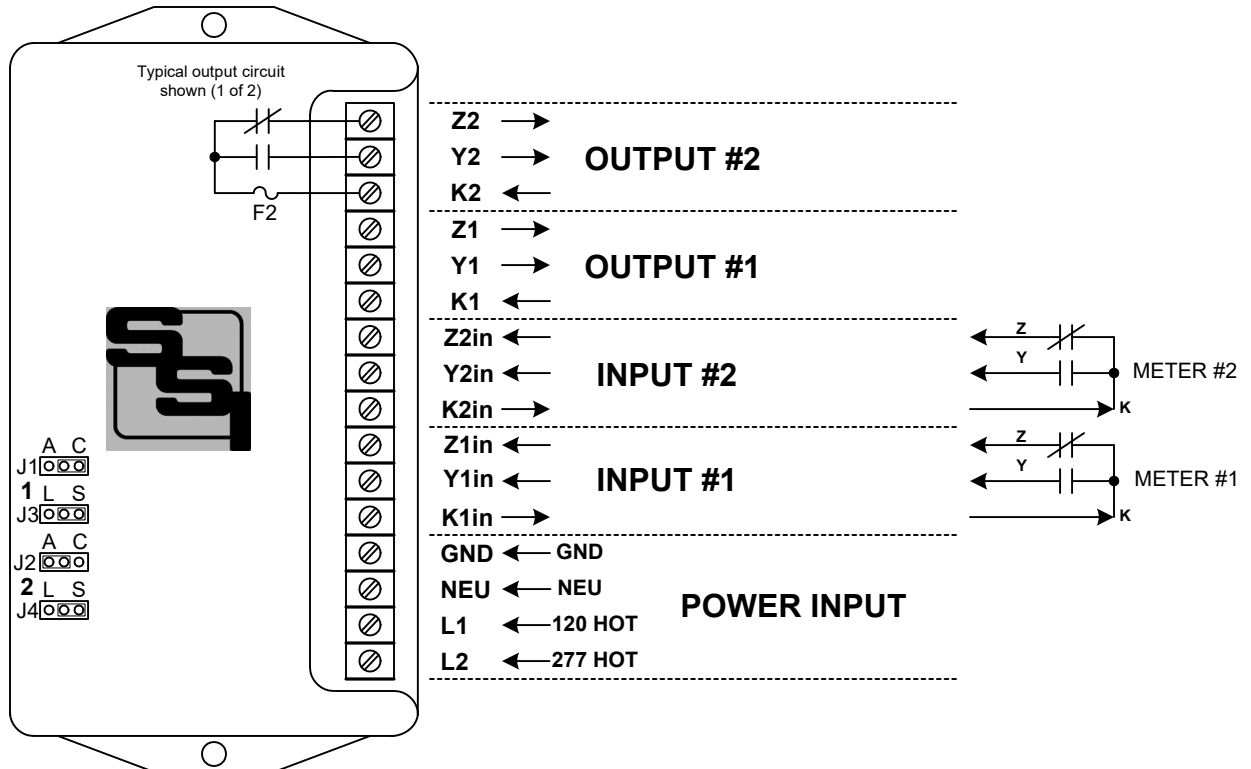 Typical output circuit
shown (1 of 2)
F2
Z2
Y2
K2
OUTPUT #2
Z1
Y1
K1
OUTPUT #1
SSI
Z2in
Y2in
K2in
INPUT #2
Z
Y
K
METER #2
Z1in
Y1in
K1in
INPUT #1
Z
Y
K
METER #1
A C
J1
1 L S
J3
A C
J2
2 L S
J4
GND GND
NEU NEU
L1 120 HOT
L2 277 HOT
POWER INPUT